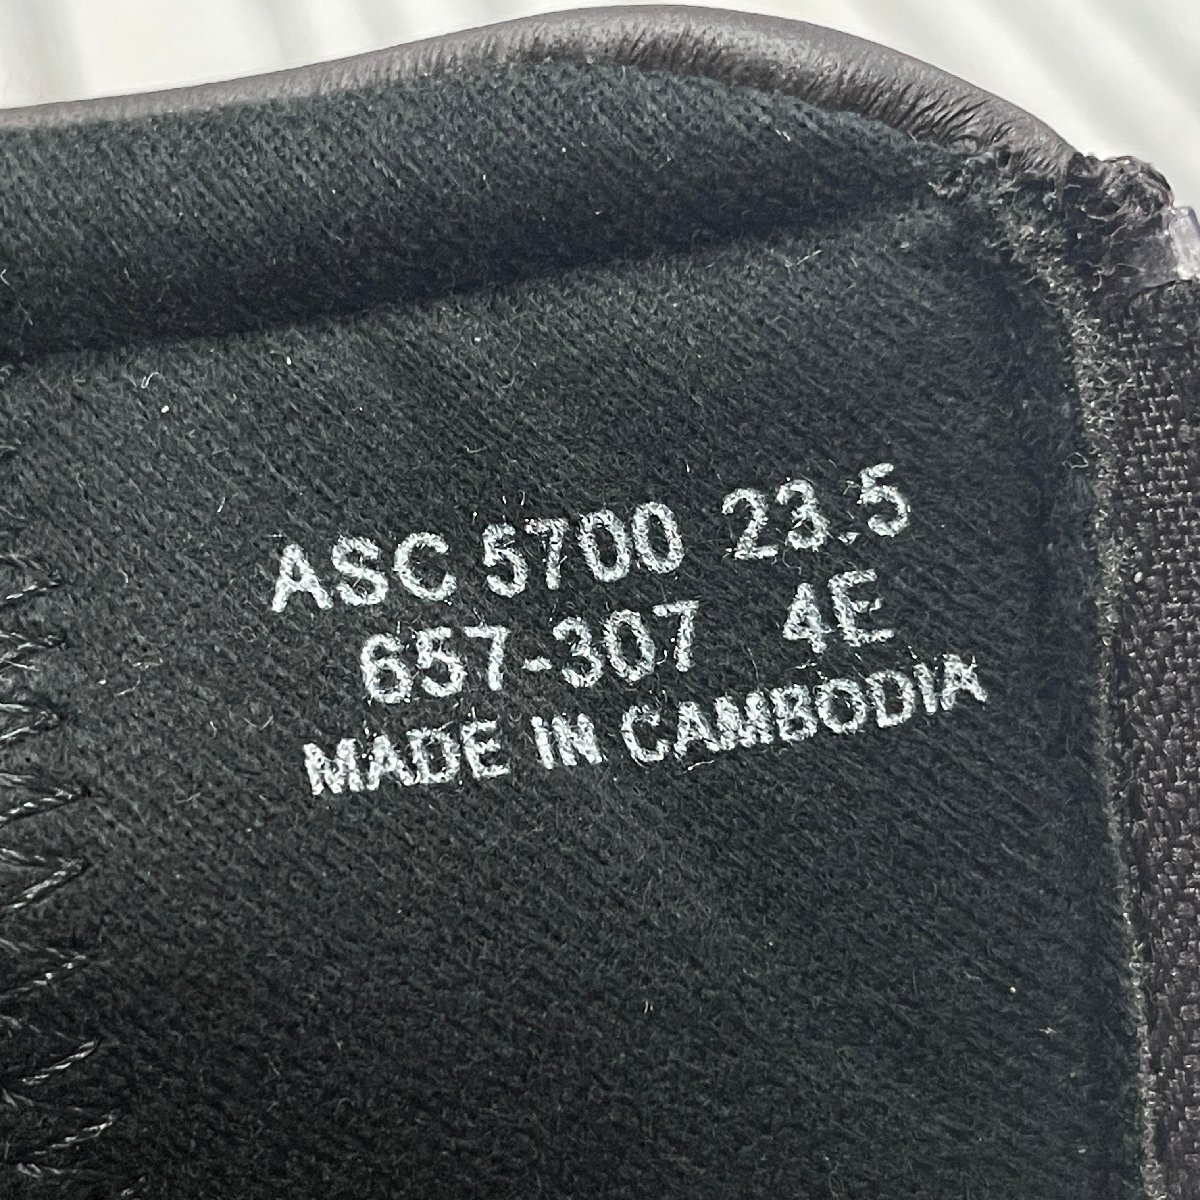 ASC 5700 23.5
657-307 4E
MADE IN CAMBODIA